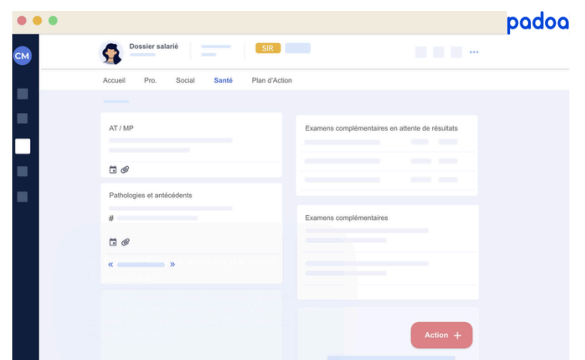 padoa
CM
Dossier salarié
SIR
Accueil Pro. Social Santé Plan d'Action
AT / MP
Examens complémentaires en attente de résultats
Pathologies et antécédents
#
Examens complémentaires
« »
Action +